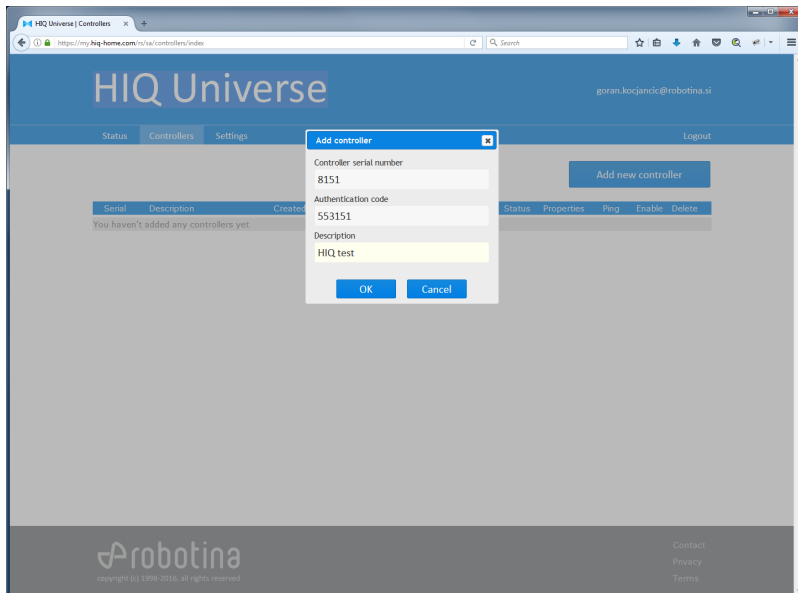 HIQ Universe | Controllers
https://my.hiq-home.com/rs/sa/controllers/index
Search
HIQ Universe
goran.kocjancic@robotina.si
Status Controllers Settings Logout
Add controller
Controller serial number
8151
Authentication code
553151
Description
HIQ test
OK Cancel
Add new controller
Serial Description Created Status Properties Ping Enable Delete
You haven't added any controllers yet
robotina
copyright (c) 1998-2016, all rights reserved
Contact
Privacy
Terms